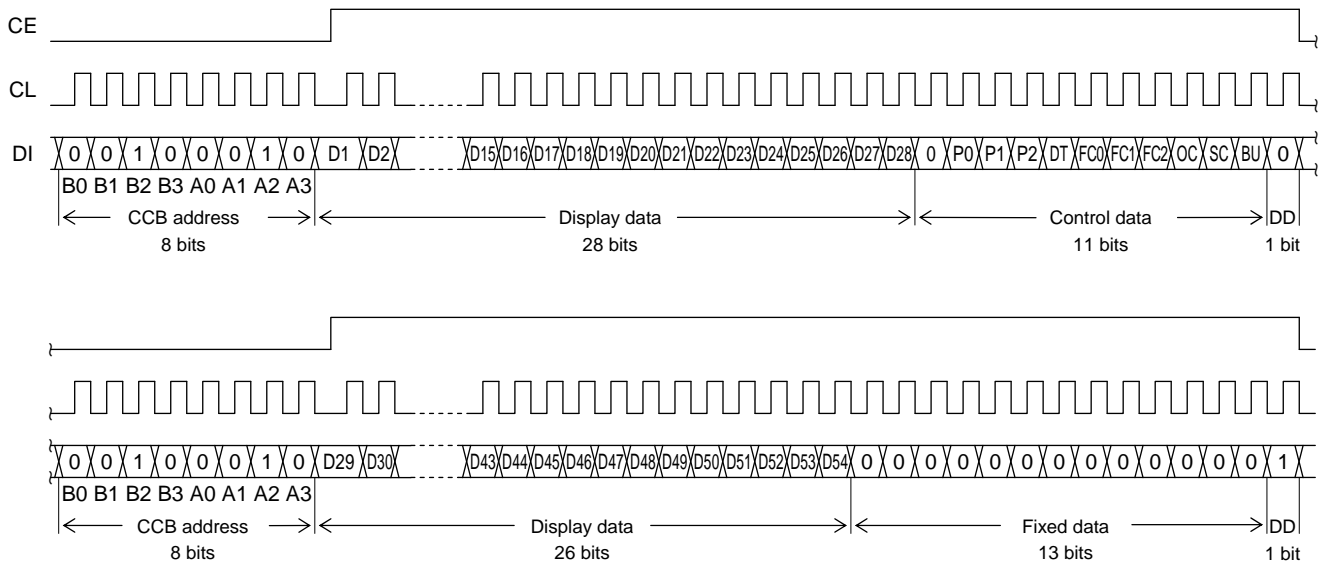 CE
CL
DI 0 0 1 0 0 0 1 0 D1 D2 D15 D16 D17 D18 D19 D20 D21 D22 D23 D24 D25 D26 D27 D28 0 P0 P1 P2 DT FC0 FC1 FC2 OC SC BU 0
B0 B1 B2 B3 A0 A1 A2 A3
CCB address Display data Control data DD
8 bits 28 bits 11 bits 1 bit
0 0 1 0 0 0 1 0 D29 D30 D43 D44 D45 D46 D47 D48 D49 D50 D51 D52 D53 D54 0 0 0 0 0 0 0 0 0 0 0 0 0 1
B0 B1 B2 B3 A0 A1 A2 A3
CCB address Display data Fixed data DD
8 bits 26 bits 13 bits 1 bit